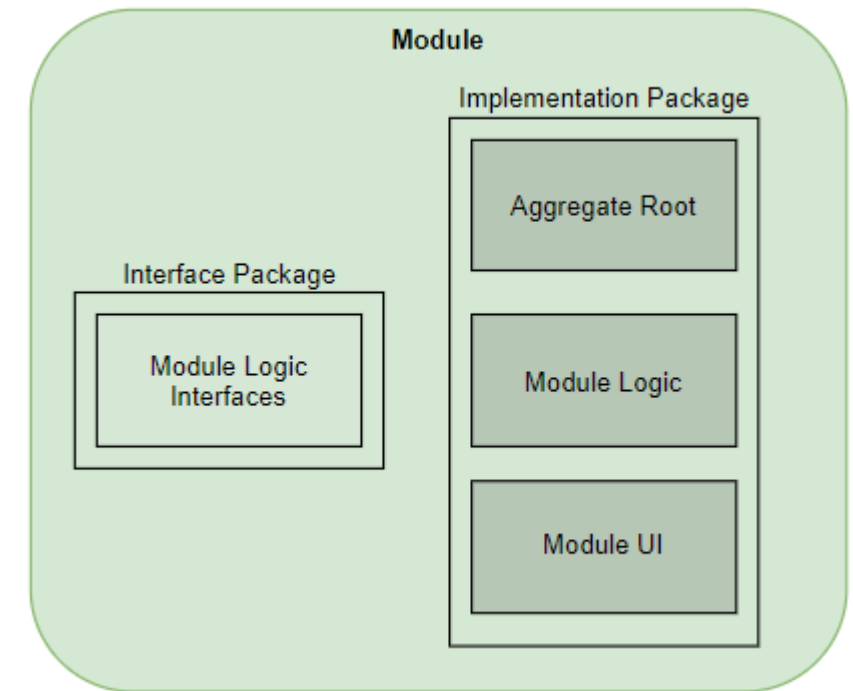 Module
Implementation Package
Aggregate Root
Interface Package
Module Logic
Interfaces
Module Logic
Module UI